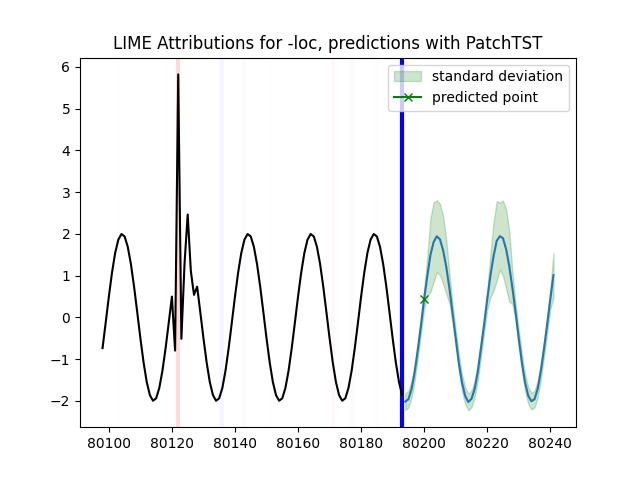 LIME Attributions for -loc, predictions with PatchTST
standard deviation
predicted point
6
5
4
3
2
1
0
−1
−2
80100 80120 80140 80160 80180 80200 80220 80240